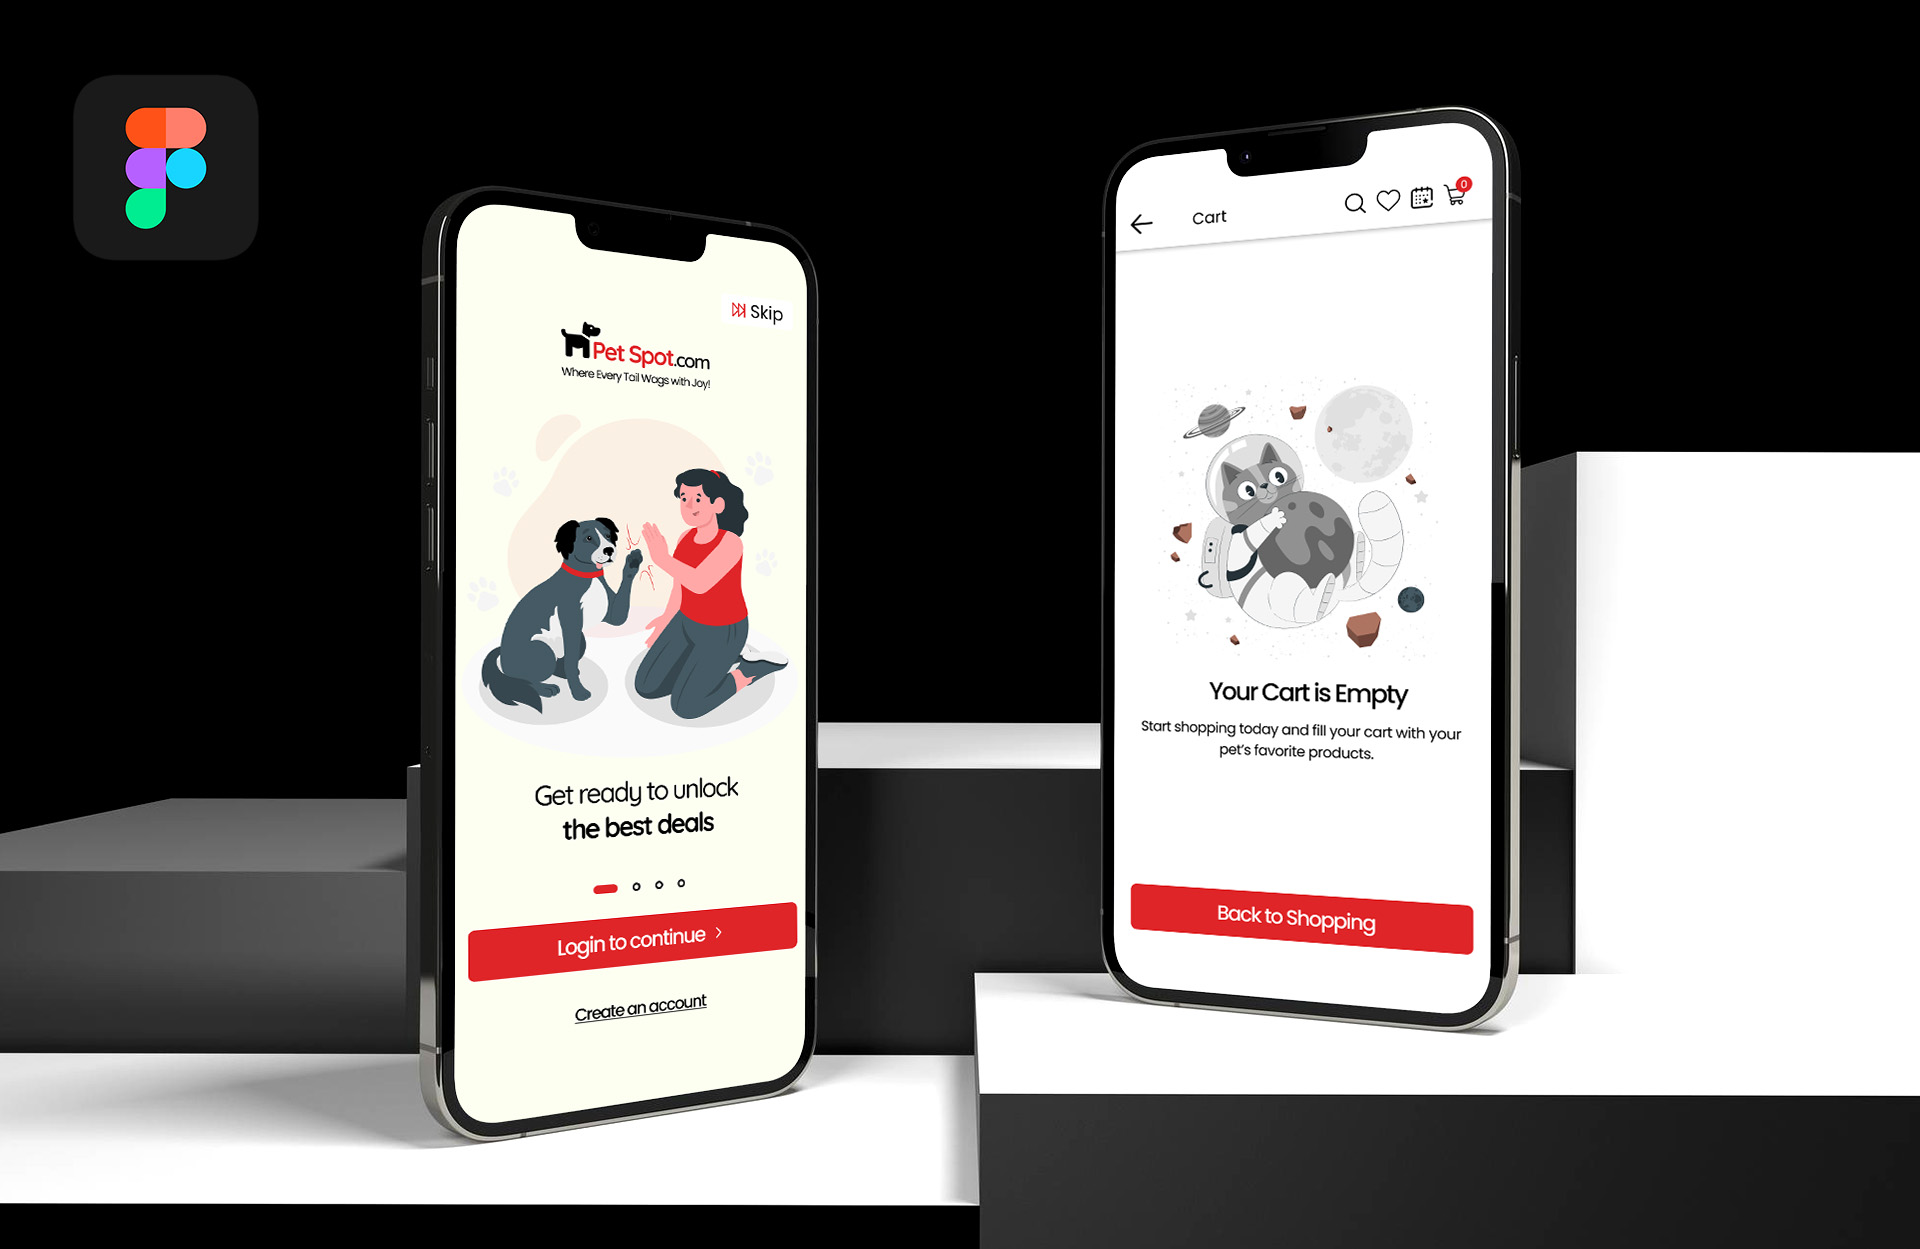 Skip
Pet Spot.com
Where Every Tail Wags with Joy!
Get ready to unlock
the best deals
Login to continue
Create an account
Cart
0
Your Cart is Empty
Start shopping today and fill your cart with your
pet's favorite products.
Back to Shopping